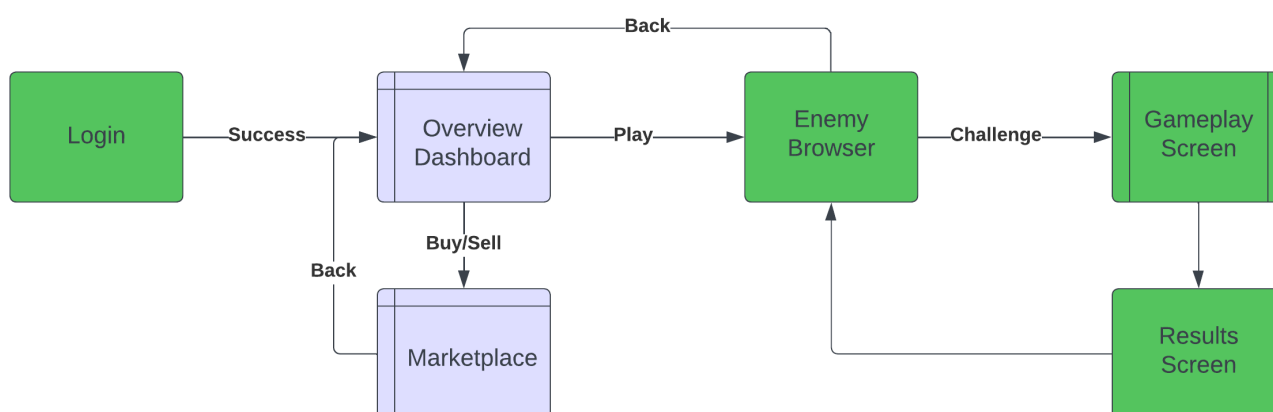 Back
Login
Success
Overview
Dashboard
Play
Enemy
Browser
Challenge
Gameplay
Screen
Buy/Sell
Back
Marketplace
Results
Screen